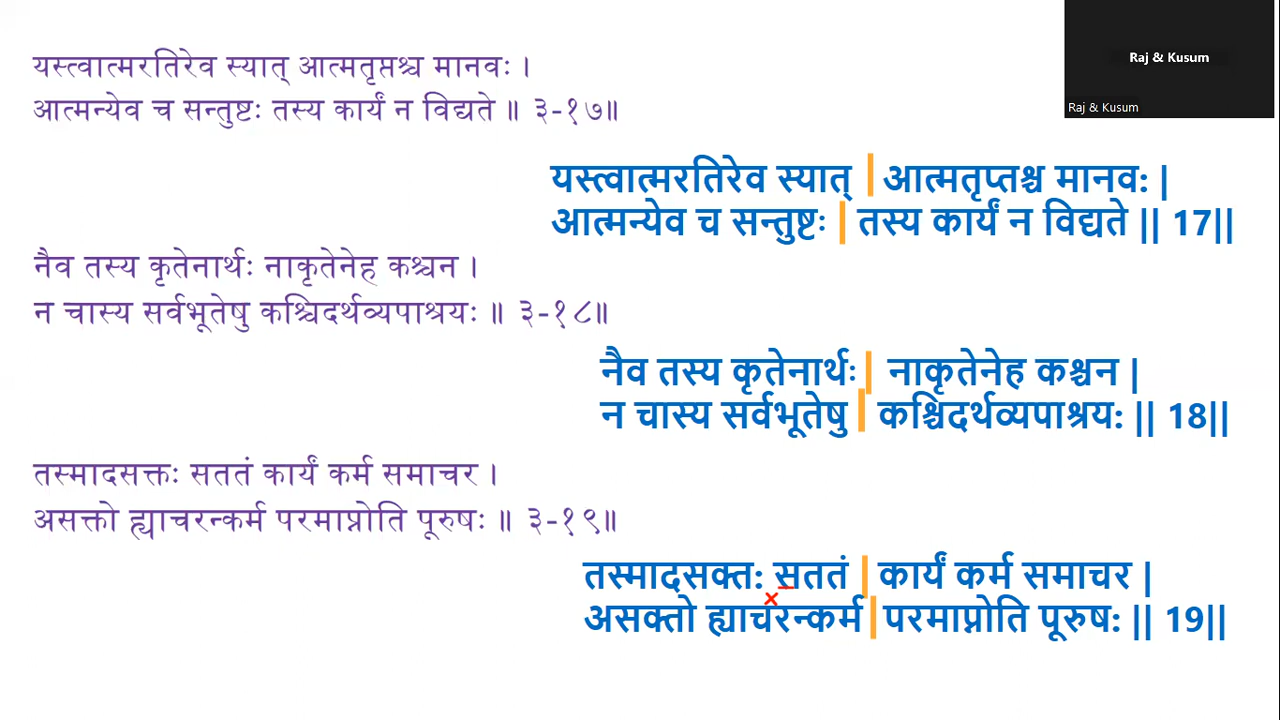 यस्त्वात्मरतिरेव स्यात् आत्मतृप्तश्च मानवः ।
आत्मन्येव च सन्तुष्टः तस्य कार्यं न विद्यते ॥ ३-१७॥
Raj & Kusum
Raj & Kusum
यस्त्वात्मरतिरेव स्यात् | आत्मतृप्तश्च मानव: |
आत्मन्येव च सन्तुष्टः | तस्य कार्यं न विद्यते || 17||
नैव तस्य कृतेनार्थः नाकृतेनेह कश्चन ।
न चास्य सर्वभूतेषु कश्चिदर्थव्यपाश्रयः ॥ ३-१८॥
नैव तस्य कृतेनार्थः | नाकृतेनेह कश्चन |
न चास्य सर्वभूतेषु | कश्चिदर्थव्यपाश्रय: || 18||
तस्मादसक्तः सततं कार्यं कर्म समाचर ।
असक्तो ह्याचरन्कर्म परमाप्नोति पूरुषः ॥ ३-१९॥
तस्मादसक्त: सततं | कार्यं कर्म समाचर |
असक्तो ह्याचरन्कर्म | परमाप्नोति पूरुष: || 19||